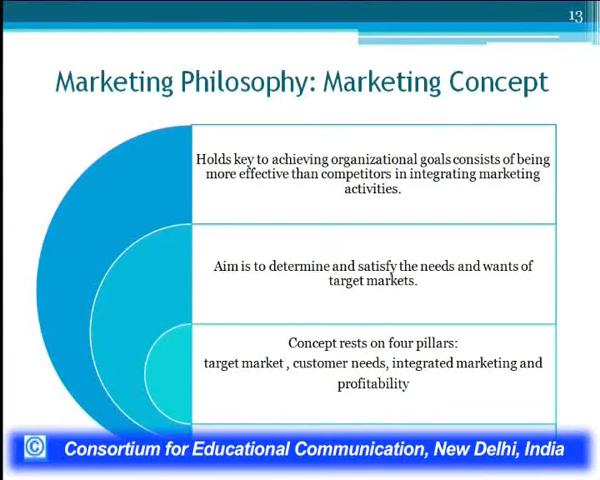 13
Marketing Philosophy: Marketing Concept
Holds key to achieving organizational goals consists of being
more effective than competitors in integrating marketing
activities.
Aim is to determine and satisfy the needs and wants of
target markets.
Concept rests on four pillars:
target market , customer needs, integrated marketing and
profitability
© Consortium for Educational Communication, New Delhi, India